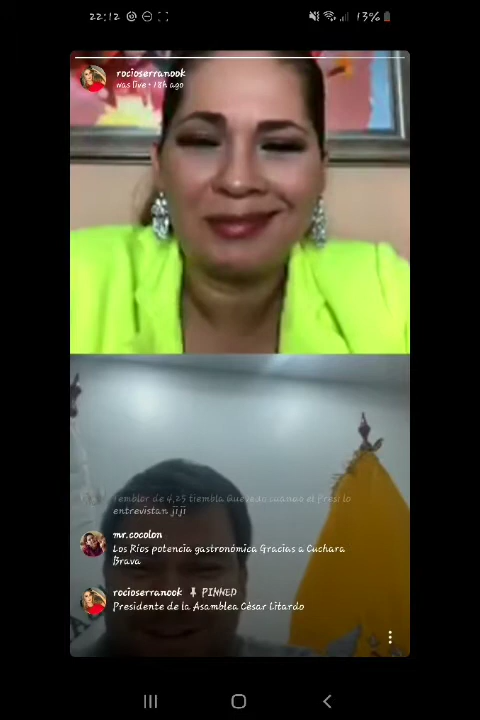 22:12
13%
rocioserranook
was live • 18h ago
Temblor de 4,25 tiembla Quevedo cuando el Presi lo
entrevistan jiji
mr.cocolon
Los Ríos potencia gastronómica Gracias a Cuchara
Brava
rocioserranook PINNED
Presidente de la Asamblea César Litardo